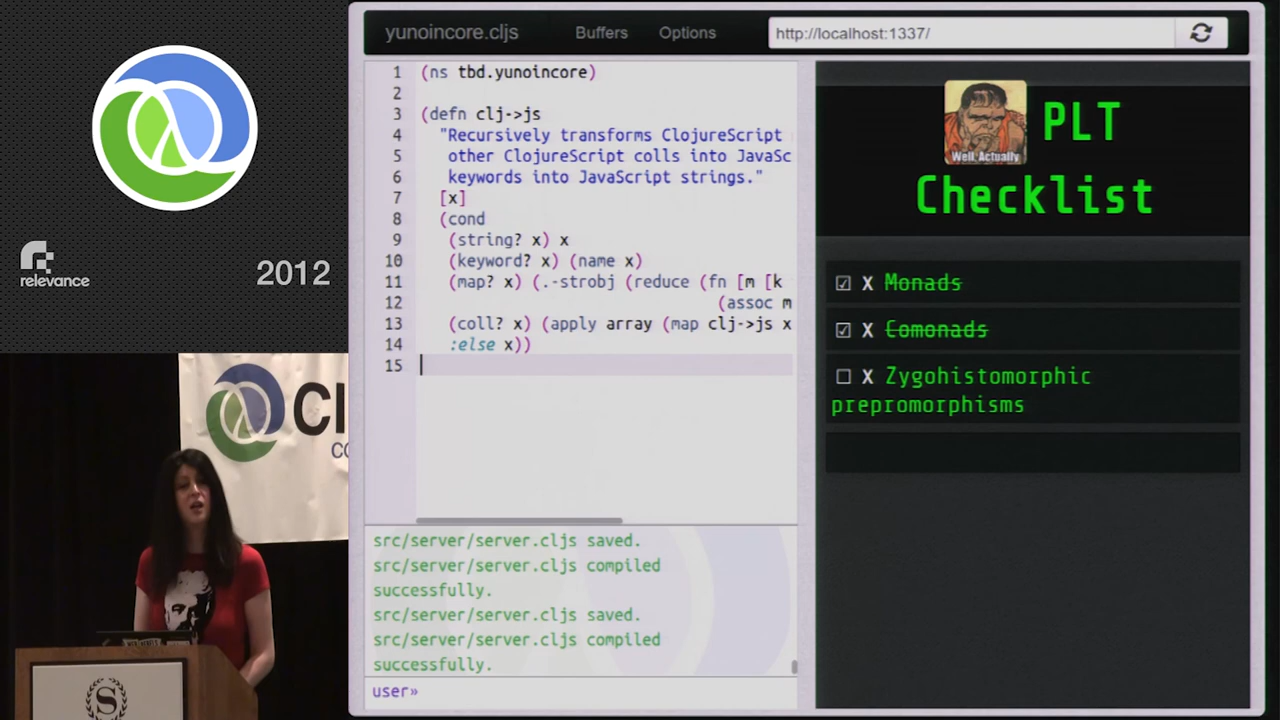 relevance
2012
Cl
CO
S
yunoincore.cljs
Buffers
Options
http://localhost:1337/
1 (ns tbd.yunoincore)
2
3 (defn clj->js
4 "Recursively transforms ClojureScript
5 other ClojureScript colls into JavaSc
6 keywords into JavaScript strings."
7 [x]
8 (cond
9 (string? x) x
10 (keyword? x) (name x)
11 (map? x) (.-strobj (reduce (fn [m [k
12 (assoc m
13 (coll? x) (apply array (map clj->js x
14 :else x))
15
src/server/server.cljs saved.
src/server/server.cljs compiled
successfully.
src/server/server.cljs saved.
src/server/server.cljs compiled
successfully.
user»
Well, Actually
PLT
Checklist
☑ X Monads
☑ X Comonads
☐ X Zygohistomorphic
prepromorphisms